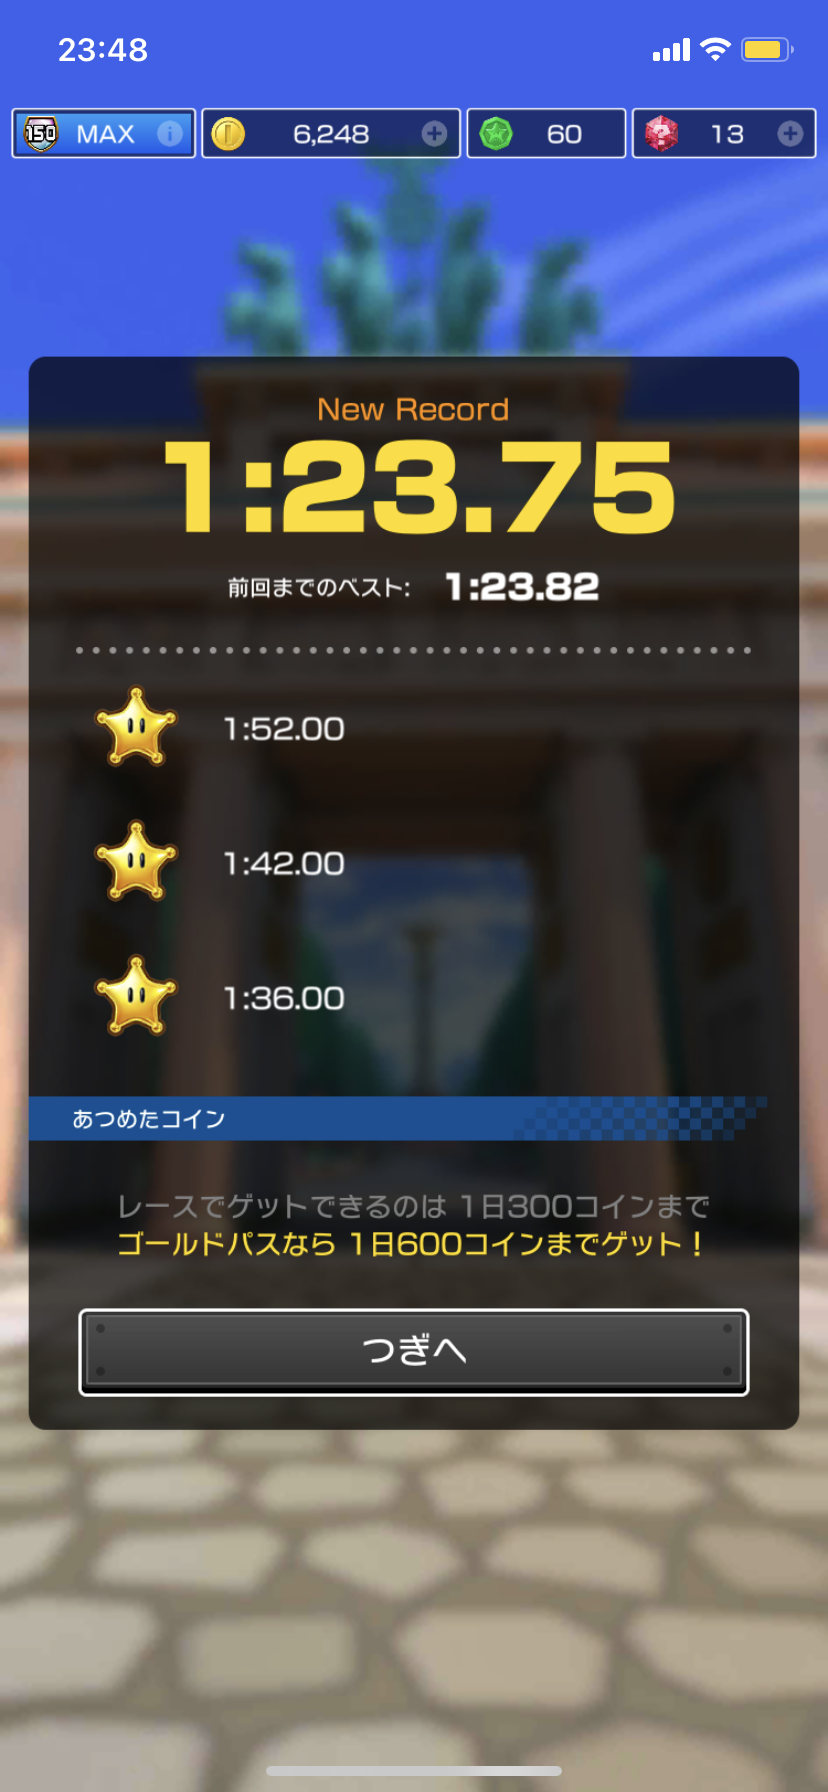 23:48
150 MAX 6,248 60 13
New Record
1:23.75
前回までのベスト: 1:23.82
1:52.00
1:42.00
1:36.00
あつめたコイン
レースでゲットできるのは 1日300コインまで
ゴールドパスなら 1日600コインまでゲット！
つぎへ